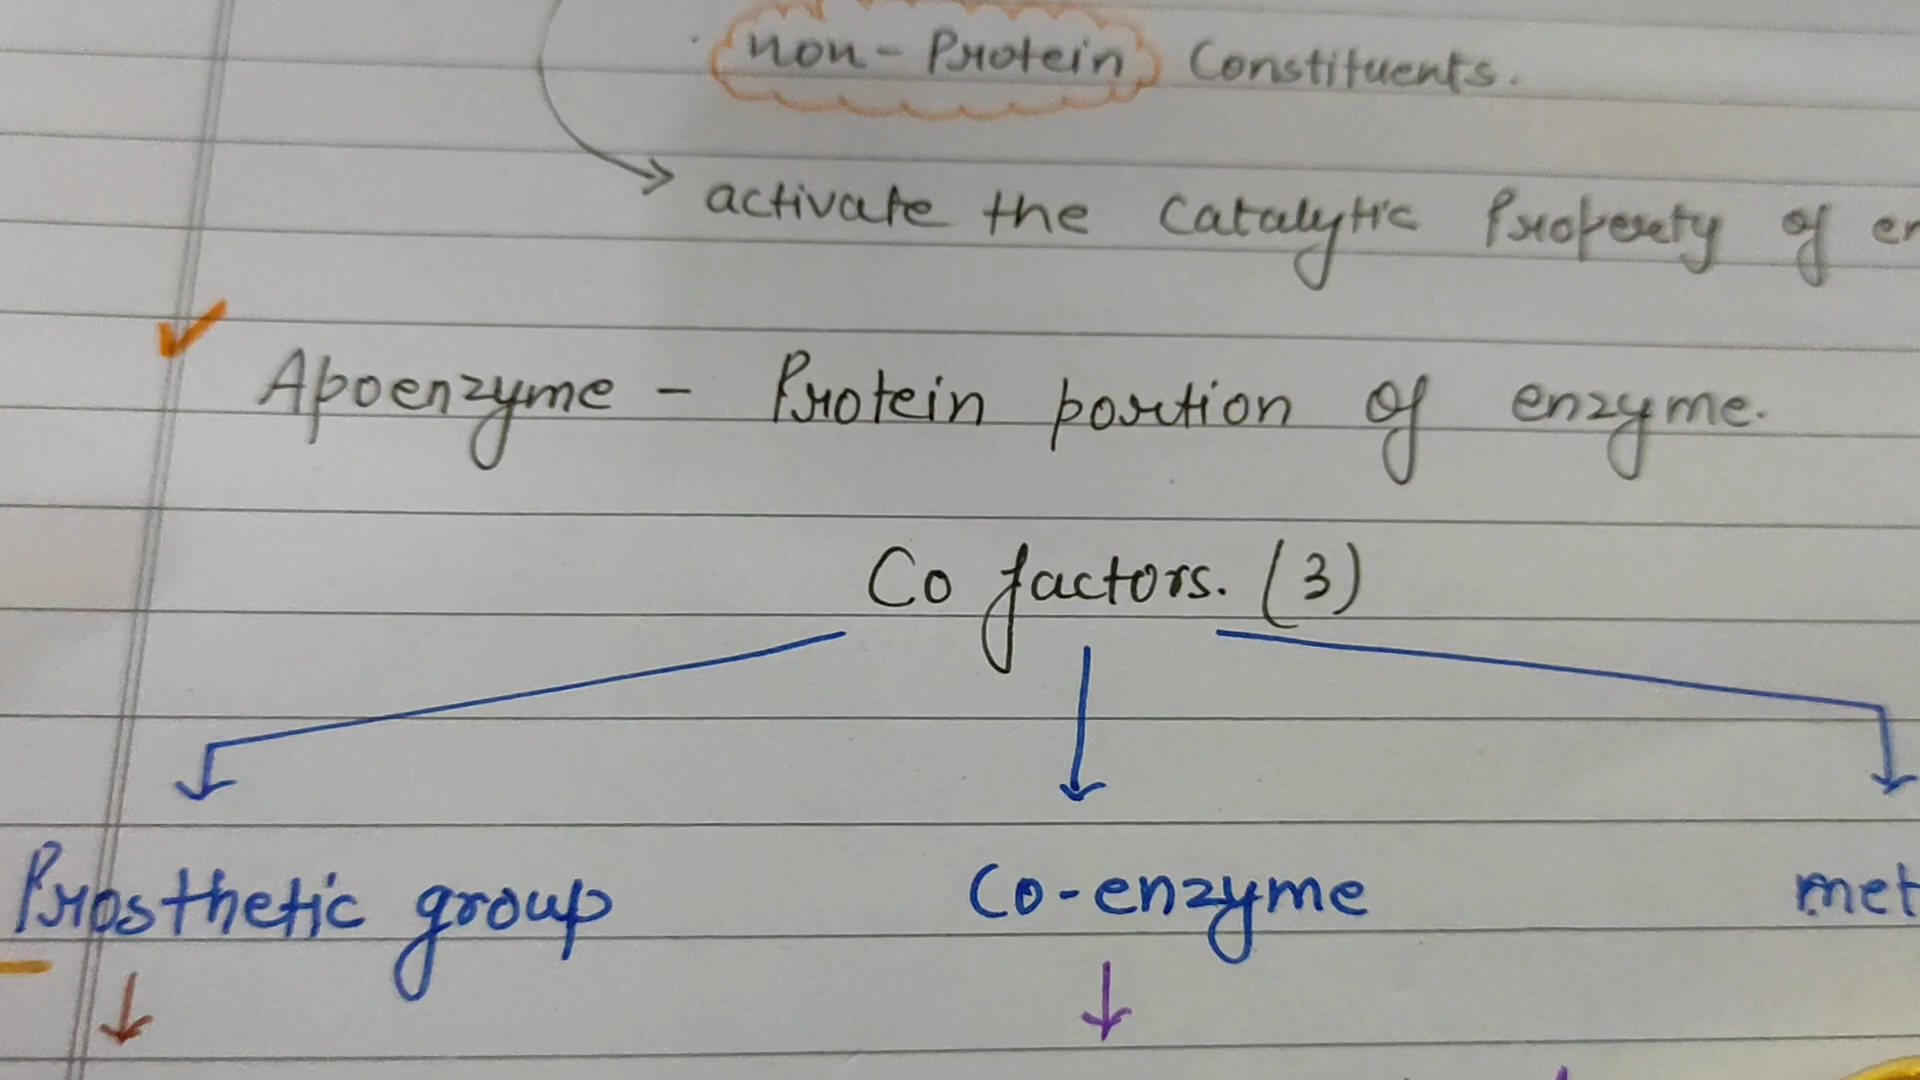 non-Protein Constituents.
activate the Catalytic Property of
Apoenzyme - Protein portion of enzyme.
Co factors. (3)
Prosthetic group Co-enzyme